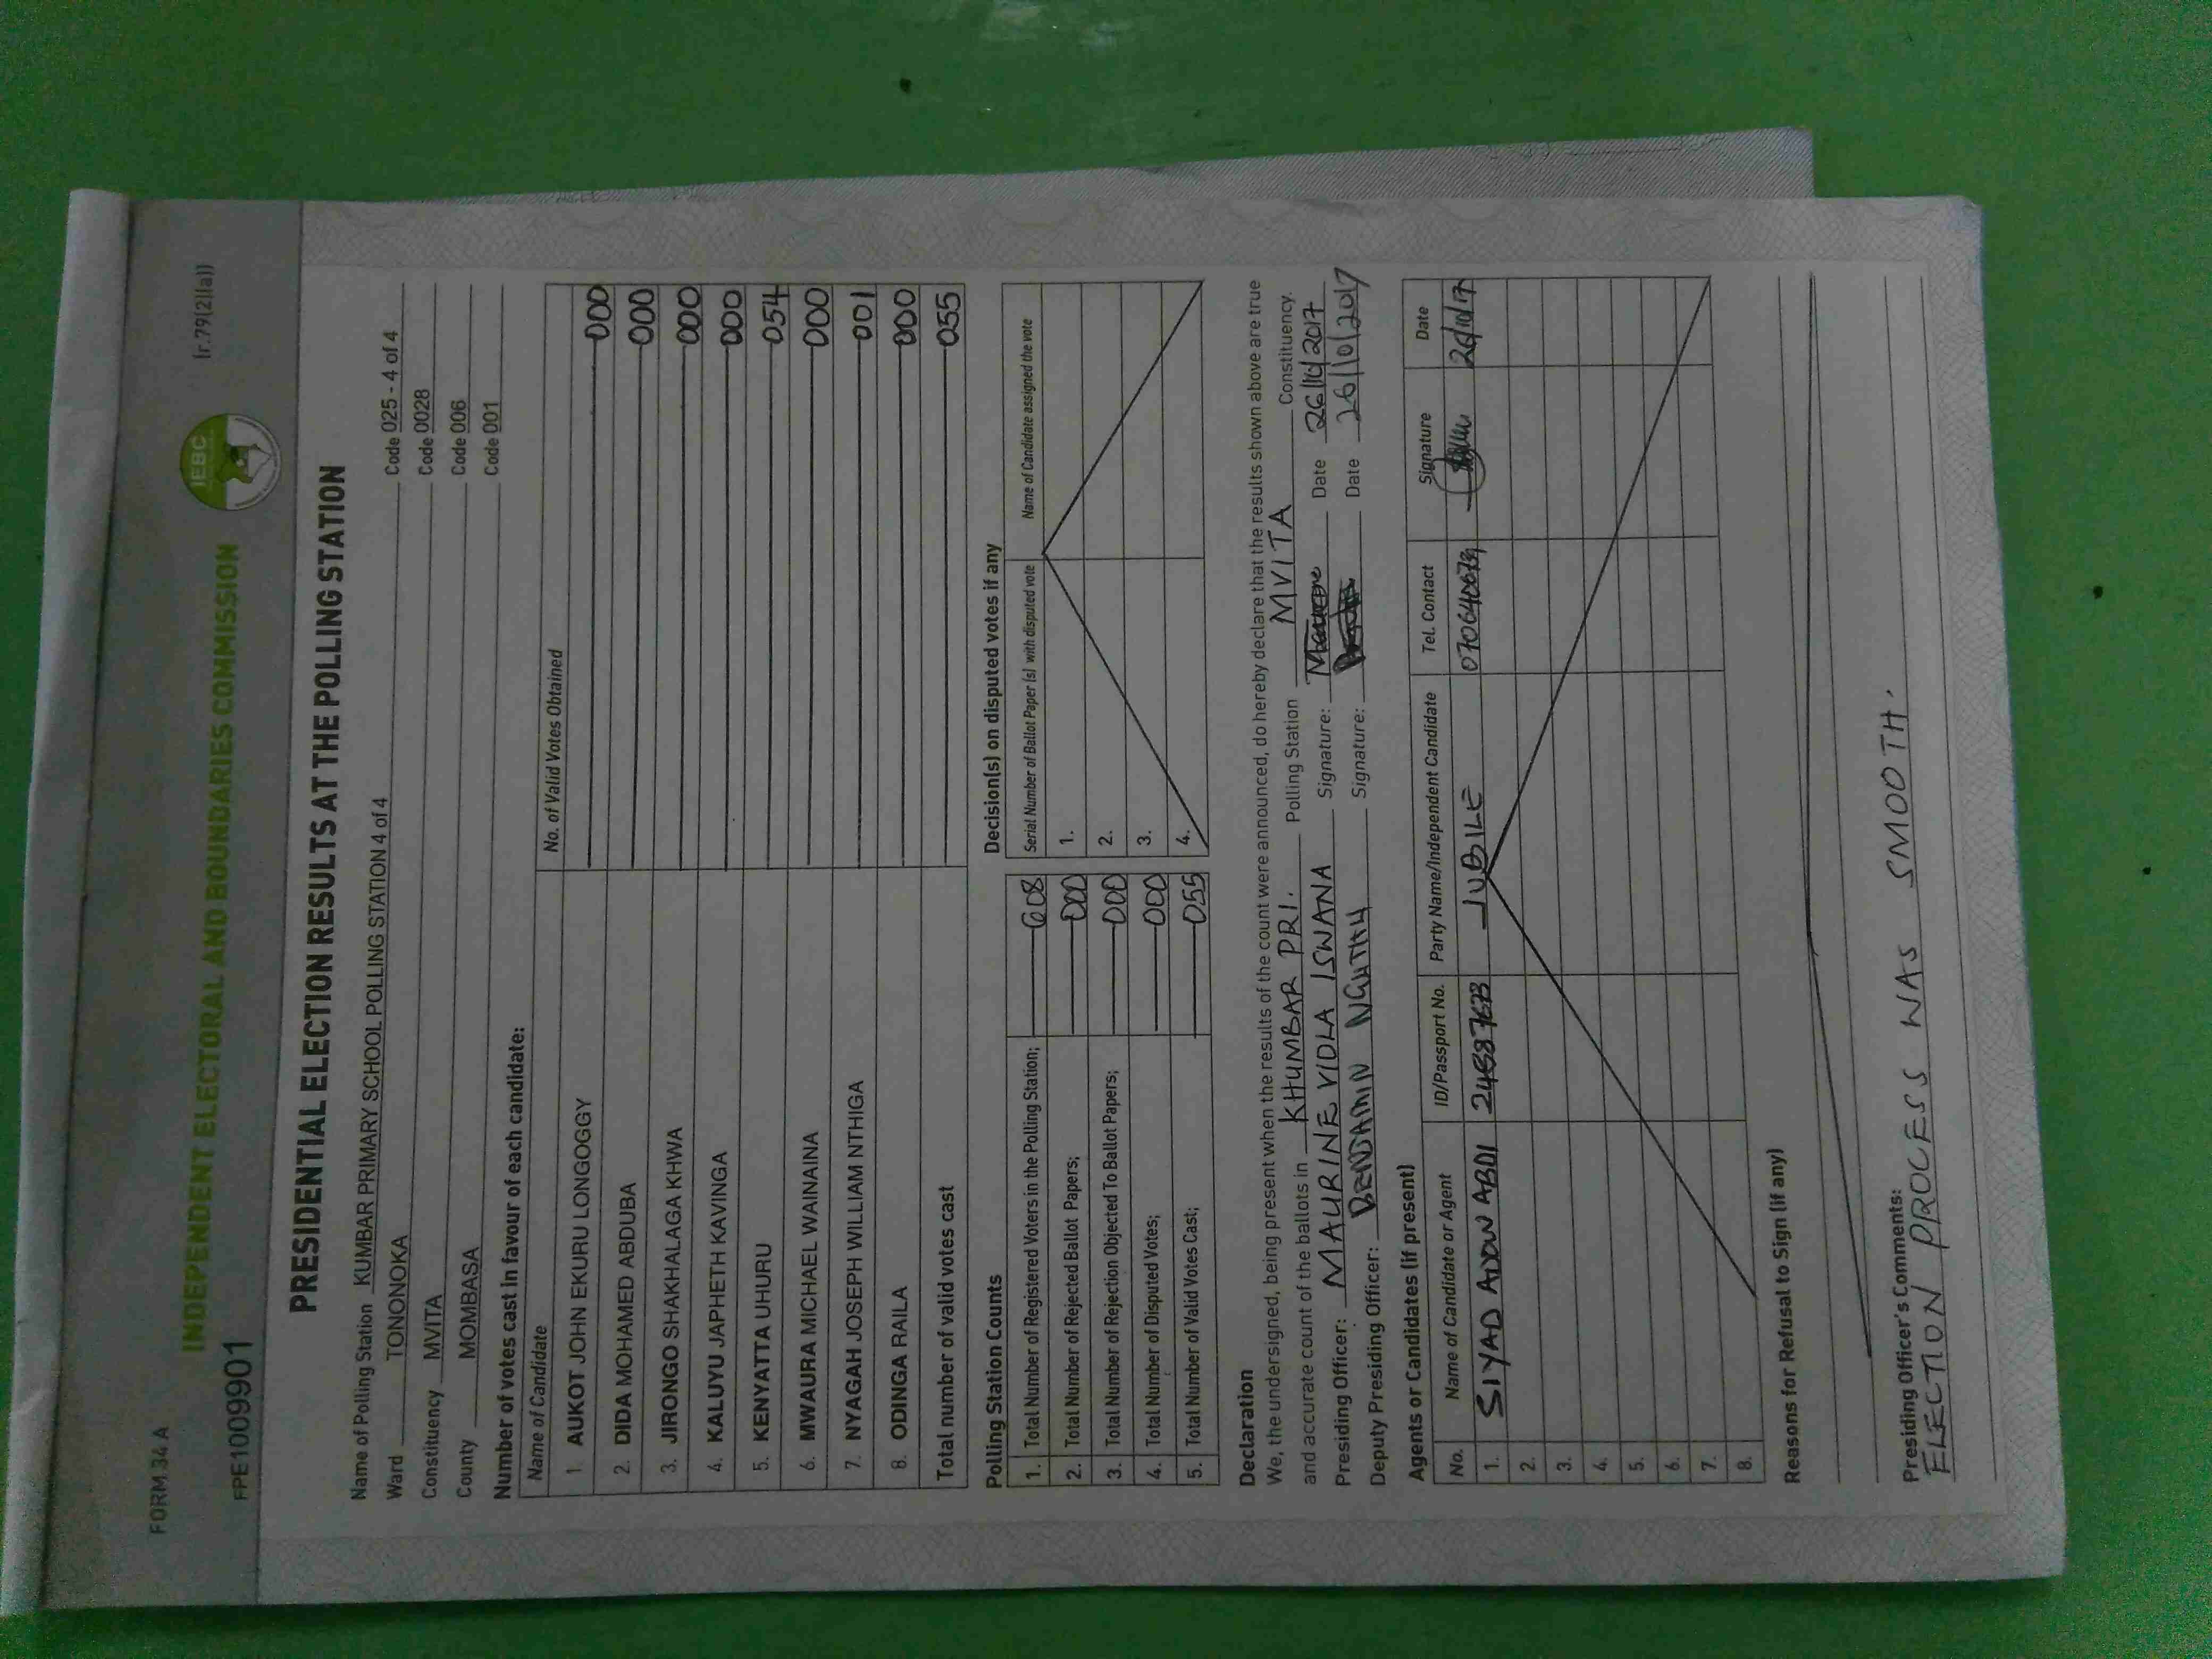 FORM 34 A
(r.79(2)(a))
IEBC
INDEPENDENT ELECTORAL AND BOUNDARIES COMMISSION
FPE1009901
PRESIDENTIAL ELECTION RESULTS AT THE POLLING STATION
Name of Polling Station KUMBAR PRIMARY SCHOOL POLLING STATION 4 of 4 Code 025 - 4 of 4
Ward TONONOKA Code 0028
Constituency MVITA Code 006
County MOMBASA Code 001
Number of votes cast in favour of each candidate:
Name of Candidate No. of Valid Votes Obtained
1. AUKOT JOHN EKURU LONGOGGY 000
2. DIDA MOHAMED ABDUBA 000
3. JIRONGO SHAKHALAGA KHWA 000
4. KALUYU JAPHETH KAVINGA 000
5. KENYATTA UHURU 054
6. MWAURA MICHAEL WAINAINA 000
7. NYAGAH JOSEPH WILLIAM NTHIGA 001
8. ODINGA RAILA 000
Total number of valid votes cast 055
Polling Station Counts
1. Total Number of Registered Voters in the Polling Station; 608
2. Total Number of Rejected Ballot Papers; 000
3. Total Number of Rejection Objected To Ballot Papers; 000
4. Total Number of Disputed Votes; 000
5. Total Number of Valid Votes Cast; 055
Decision(s) on disputed votes if any
Serial Number of Ballot Paper (s) with disputed vote Name of Candidate assigned the vote
1.
2.
3.
4.
Declaration
We, the undersigned, being present when the results of the count were announced, do hereby declare that the results shown above are true
and accurate count of the ballots in KHUMBAR PRI. Polling Station MVITA Constituency.
Presiding Officer: MAURINE VIOLA ISWANA Signature: Date 26/10/2017
Deputy Presiding Officer: Signature: Date 26/10/2017
Agents or Candidates (if present)
No. Name of Candidate or Agent ID/Passport No. Party Name/Independent Candidate Tel. Contact Signature Date
1. SIYAD ADOW ABDI JUBILE 26/10/17
2.
3.
4.
5.
6.
7.
8.
Reasons for Refusal to Sign (if any)
Presiding Officer's Comments:
ELECTION PROCESS WAS SMOOTH.